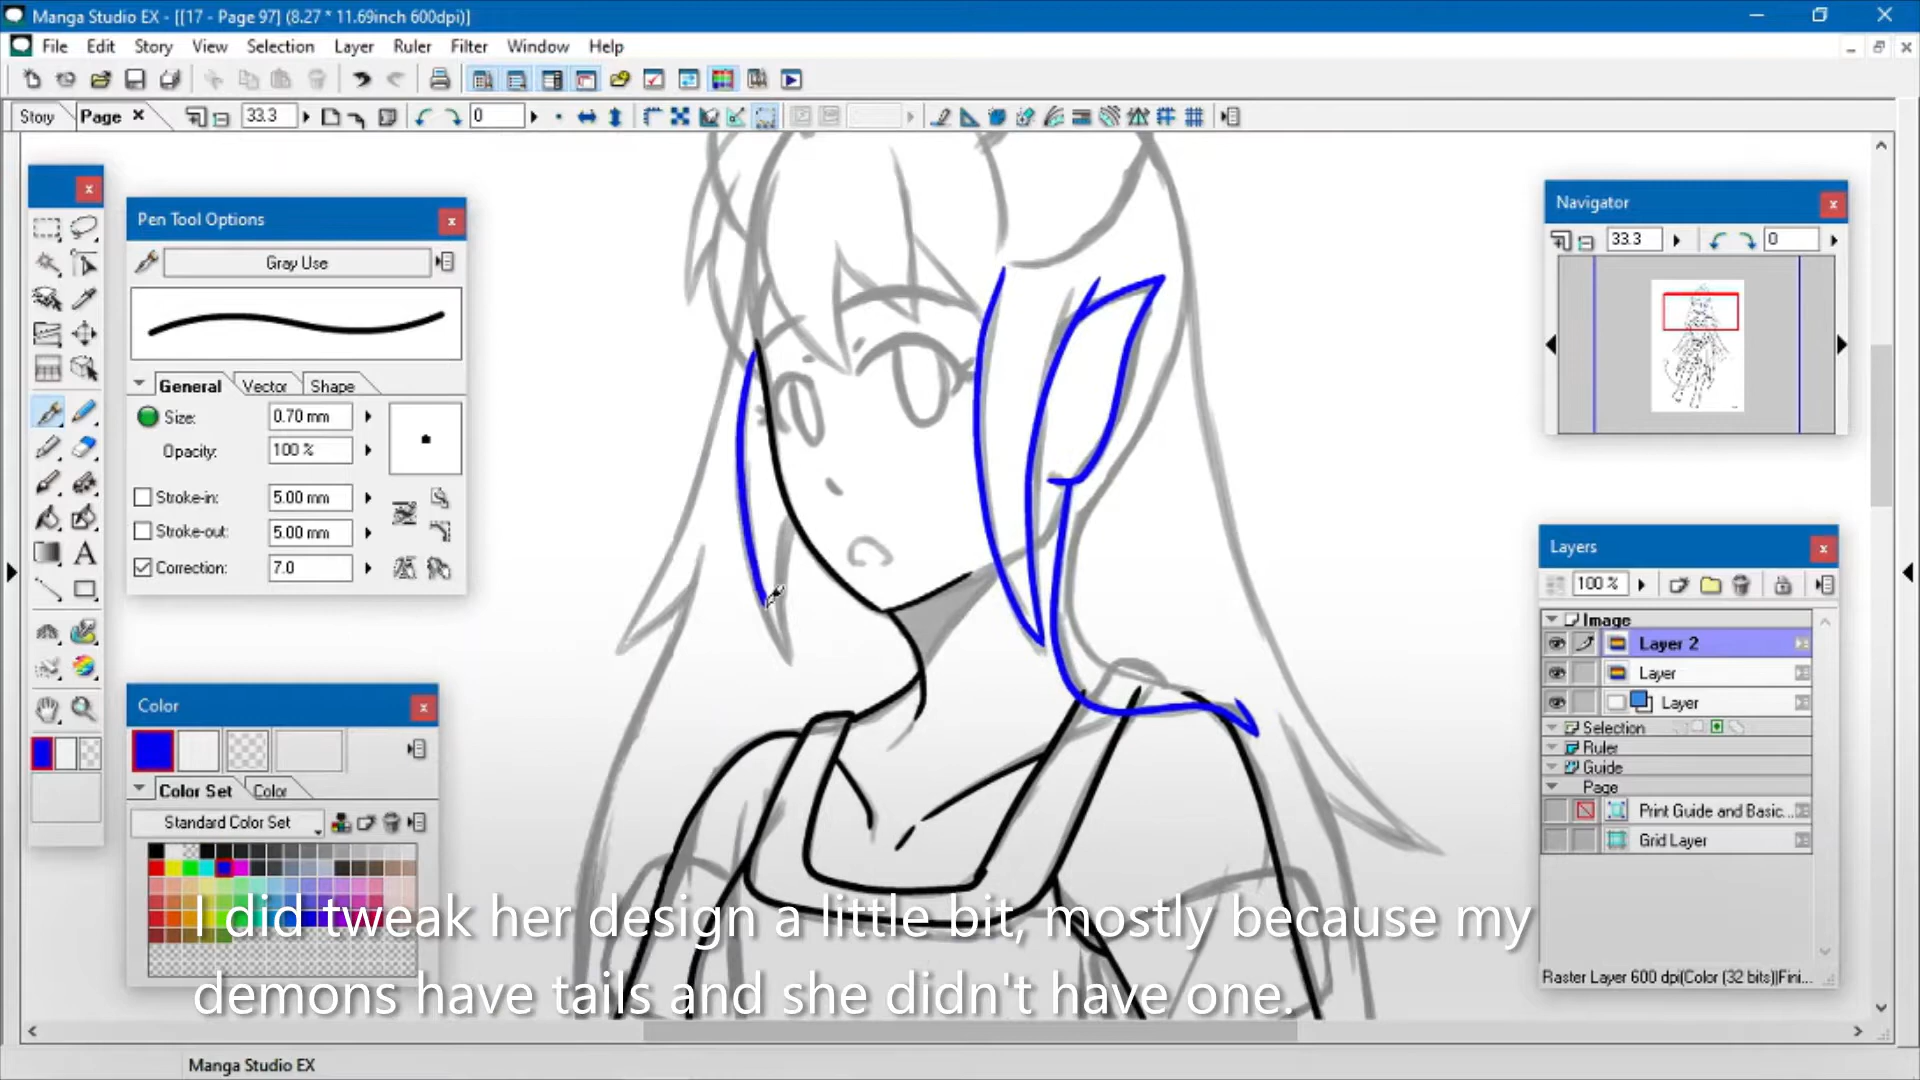 Manga Studio EX - [[17 - Page 97] (8.27 * 11.69inch 600dpi)]
File Edit Story View Selection Layer Ruler Filter Window Help
Story Page 33.3 0
Pen Tool Options
Gray Use
General Vector Shape
Size: 0.70 mm
Opacity: 100 %
Stroke-in: 5.00 mm
Stroke-out: 5.00 mm
Correction: 7.0
A
Color
Color Set Color
Standard Color Set
Navigator
33.3 0
Layers
100 %
Image
Layer 2
Layer
Layer
Selection
Ruler
Guide
Page
Print Guide and Basic...
Grid Layer
Raster Layer 600 dpi(Color (32 bits))Fini...
I did tweak her design a little bit, mostly because my
demons have tails and she didn't have one.
Manga Studio EX